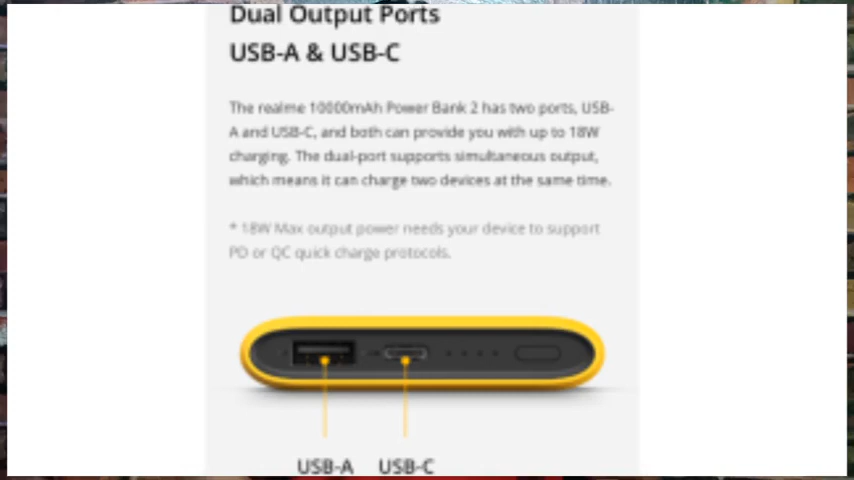 Dual Output Ports
USB-A & USB-C
The realme 10000mAh Power Bank 2 has two ports, USB-
A and USB-C, and both can provide you with up to 18W
charging. The dual-port supports simultaneous output,
which means it can charge two devices at the same time.
* 18W Max output power needs your device to support
PD or QC quick charge protocols.
USB-A USB-C